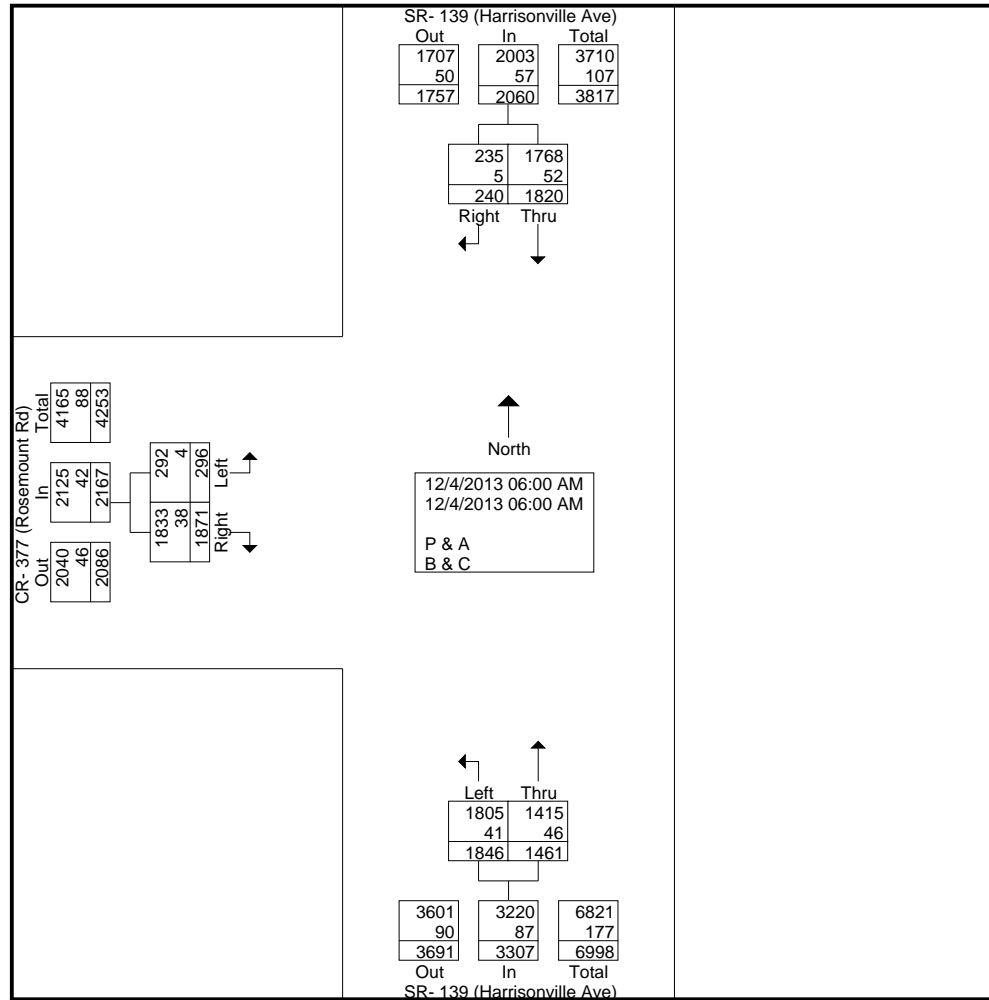 SR- 139 (Harrisonville Ave)
Out In Total
1707 2003 3710
50 57 107
1757 2060 3817
235 1768
5 52
240 1820
Right Thru
CR- 377 (Rosemount Rd)
Out In Total
2040 2125 4165
46 42 88
2086 2167 4253
1833 292
38 4
1871 296
Right Left
North
12/4/2013 06:00 AM
12/4/2013 06:00 AM
P & A
B & C
Left Thru
1805 1415
41 46
1846 1461
3601 3220 6821
90 87 177
3691 3307 6998
Out In Total
SR- 139 (Harrisonville Ave)